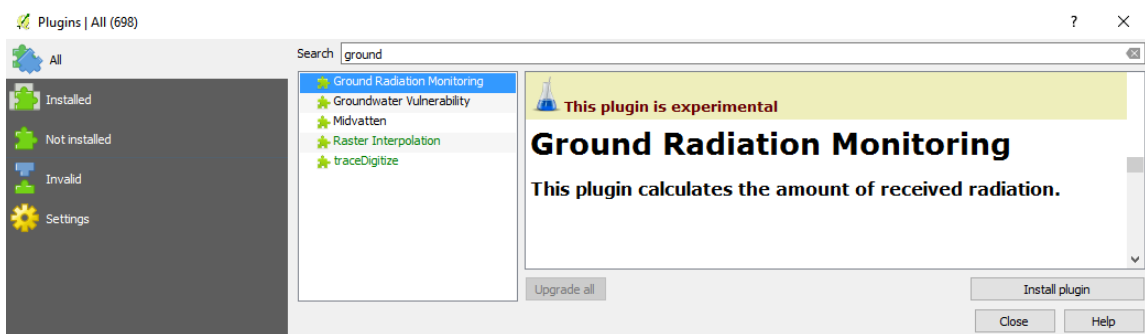 Plugins | All (698)
? ×
All
Installed
Not installed
Invalid
Settings
Search ground
Ground Radiation Monitoring
Groundwater Vulnerability
Midvatten
Raster Interpolation
traceDigitize
This plugin is experimental
Ground Radiation Monitoring
This plugin calculates the amount of received radiation.
Upgrade all
Install plugin
Close
Help